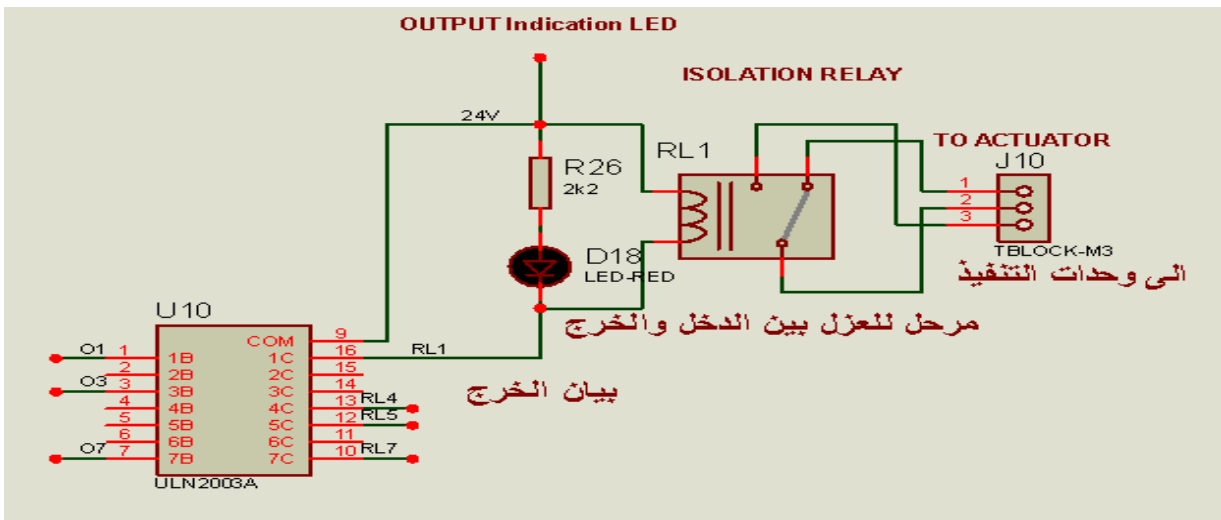 OUTPUT Indication LED
ISOLATION RELAY
24V
RL1
TO ACTUATOR
J10
R26
2k2
1
2
3
D18
LED-RED
TBLOCK-M3
الى وحدات التنفيذ
مرحل للعزل بين الدخل والخرج
بيان الخرج
U10
COM 9
O1 1 1B 1C 16 RL1
2 2B 2C 15
O3 3 3B 3C 14
4 4B 4C 13 RL4
5 5B 5C 12 RL5
6 6B 6C 11
O7 7 7B 7C 10 RL7
ULN2003A